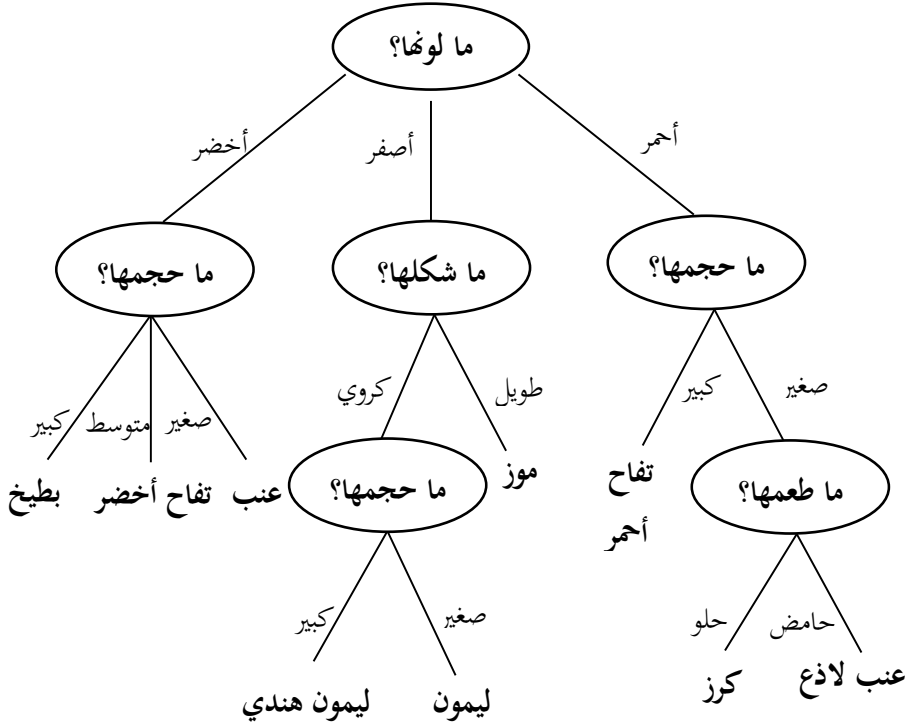 ما لونها؟
أحمر
أصفر
أخضر
ما حجمها؟
ما شكلها؟
ما حجمها؟
صغير
كبير
طويل
كروي
صغير
متوسط
كبير
ما طعمها؟
تفاح
أحمر
موز
ما حجمها؟
عنب
تفاح أخضر
بطيخ
حامض
حلو
صغير
كبير
عنب لاذع
كرز
ليمون
ليمون هندي